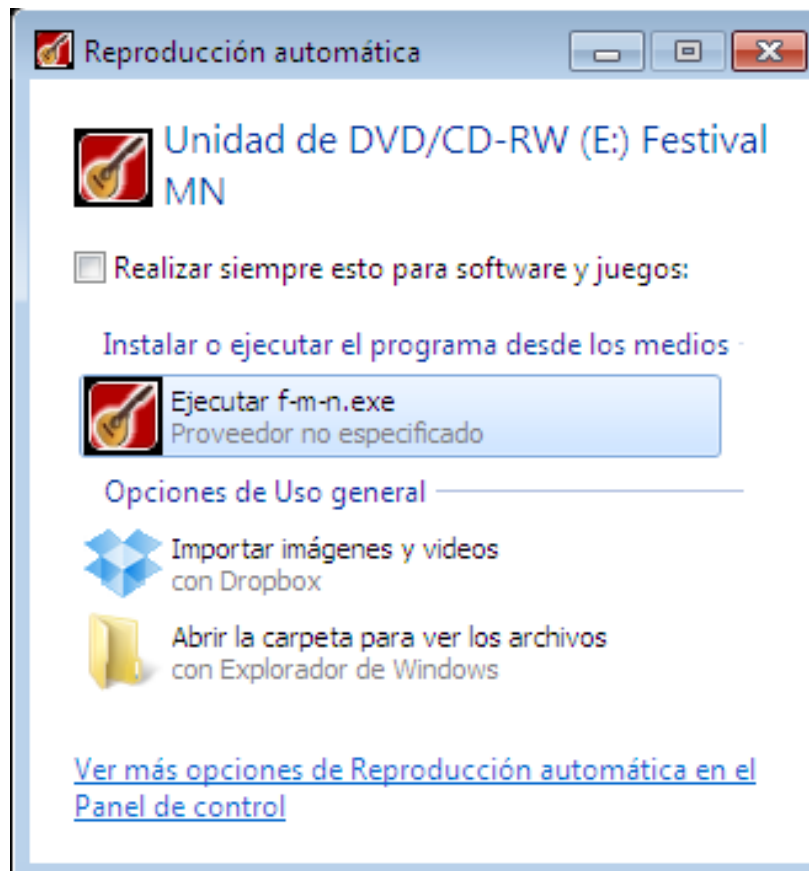 Reproducción automática
Unidad de DVD/CD-RW (E:) Festival
MN
Realizar siempre esto para software y juegos:
Instalar o ejecutar el programa desde los medios
Ejecutar f-m-n.exe
Proveedor no especificado
Opciones de Uso general
Importar imágenes y videos
con Dropbox
Abrir la carpeta para ver los archivos
con Explorador de Windows
Ver más opciones de Reproducción automática en el
Panel de control